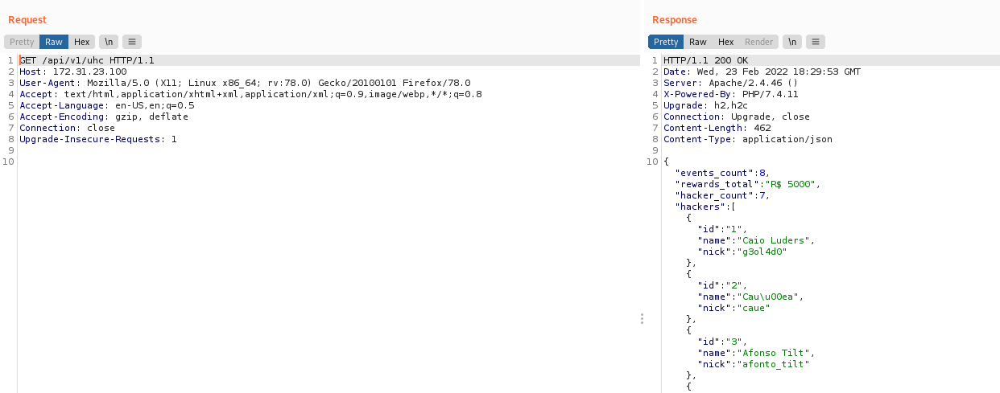 Request
Pretty Raw Hex \n ≡
1 GET /api/v1/uhc HTTP/1.1
2 Host: 172.31.23.100
3 User-Agent: Mozilla/5.0 (X11; Linux x86_64; rv:78.0) Gecko/20100101 Firefox/78.0
4 Accept: text/html,application/xhtml+xml,application/xml;q=0.9,image/webp,*/*;q=0.8
5 Accept-Language: en-US,en;q=0.5
6 Accept-Encoding: gzip, deflate
7 Connection: close
8 Upgrade-Insecure-Requests: 1
9
10
Response
Pretty Raw Hex Render \n ≡
1 HTTP/1.1 200 OK
2 Date: Wed, 23 Feb 2022 18:29:53 GMT
3 Server: Apache/2.4.46 ()
4 X-Powered-By: PHP/7.4.11
5 Upgrade: h2,h2c
6 Connection: Upgrade, close
7 Content-Length: 462
8 Content-Type: application/json
9
10 {
"events_count":8,
"rewards_total":"R$ 5000",
"hacker_count":7,
"hackers":[
{
"id":"1",
"name":"Caio Luders",
"nick":"g3ol4d0"
},
{
"id":"2",
"name":"Cau\u00ea",
"nick":"caue"
},
{
"id":"3",
"name":"Afonso Tilt",
"nick":"afonto_tilt"
},
{